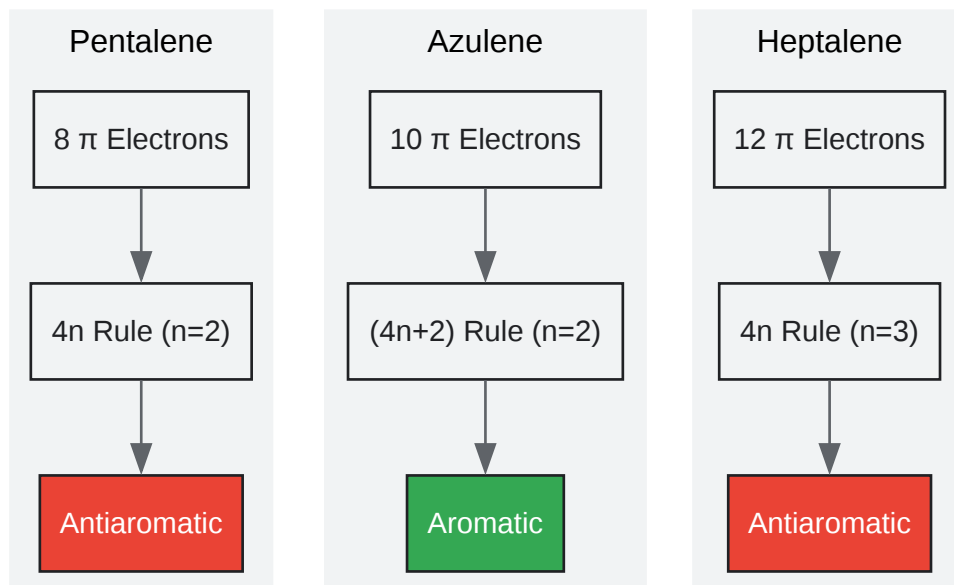 Pentalene
8 π Electrons
4n Rule (n=2)
Antiaromatic
Azulene
10 π Electrons
(4n+2) Rule (n=2)
Aromatic
Heptalene
12 π Electrons
4n Rule (n=3)
Antiaromatic